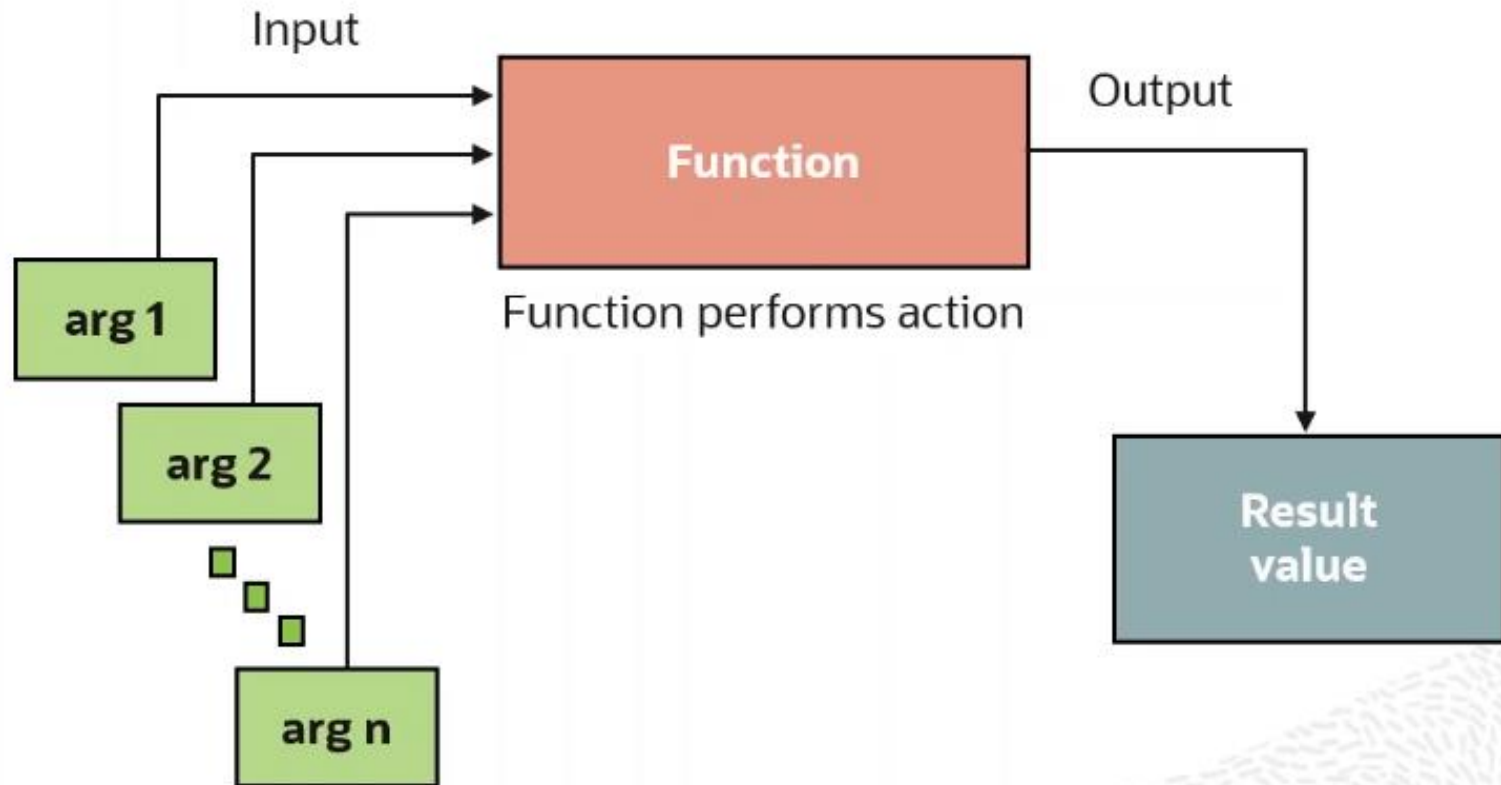 Input
Function
Output
Function performs action
arg 1
arg 2
arg n
Result
value